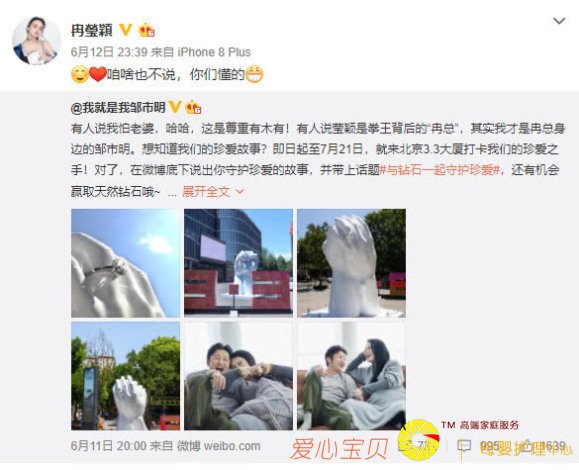 冉瑩穎
6月12日 23:39 来自 iPhone 8 Plus
咱啥也不说，你们懂的
@我就是我邹市明
有人说我怕老婆，哈哈，这是尊重有木有！有人说莹颖是拳王背后的“冉总”，其实我才是冉总身
边的邹市明。想知道我们的珍爱故事？即日起至7月21日，就来北京3.3大厦打卡我们的珍爱之
手！对了，在微博底下说出你守护珍爱的故事，并带上话题#与钻石一起守护珍爱#，还有机会
赢取天然钻石哦~ ... 展开全文
3.3
6月11日 20:00 来自 微博 weibo.com
995
1639
爱心宝贝
TM 高端家庭服务
母婴护理中心